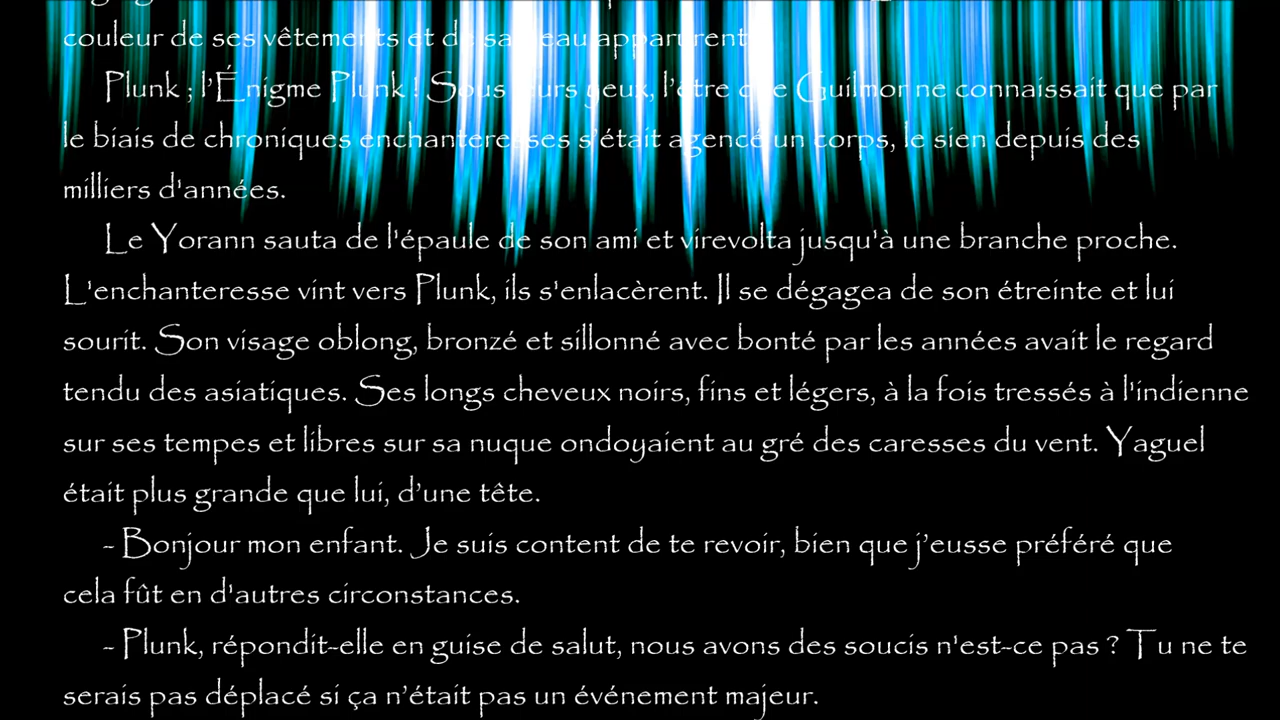 couleur de ses vêtements et de sa peau apparurent.
Plunk ; l’Énigme Plunk ! Sous leurs yeux, l’être que Guilmor ne connaissait que par
le biais de chroniques enchanteresses s’était agencé un corps, le sien depuis des
milliers d'années.
Le Yorann sauta de l'épaule de son ami et virevolta jusqu'à une branche proche.
L'enchanteresse vint vers Plunk, ils s'enlacèrent. Il se dégagea de son étreinte et lui
sourit. Son visage oblong, bronzé et sillonné avec bonté par les années avait le regard
tendu des asiatiques. Ses longs cheveux noirs, fins et légers, à la fois tressés à l'indienne
sur ses tempes et libres sur sa nuque ondoyaient au gré des caresses du vent. Yaguel
était plus grande que lui, d’une tête.
- Bonjour mon enfant. Je suis content de te revoir, bien que j’eusse préféré que
cela fût en d'autres circonstances.
- Plunk, répondit-elle en guise de salut, nous avons des soucis n'est-ce pas ? Tu ne te
serais pas déplacé si ça n’était pas un événement majeur.